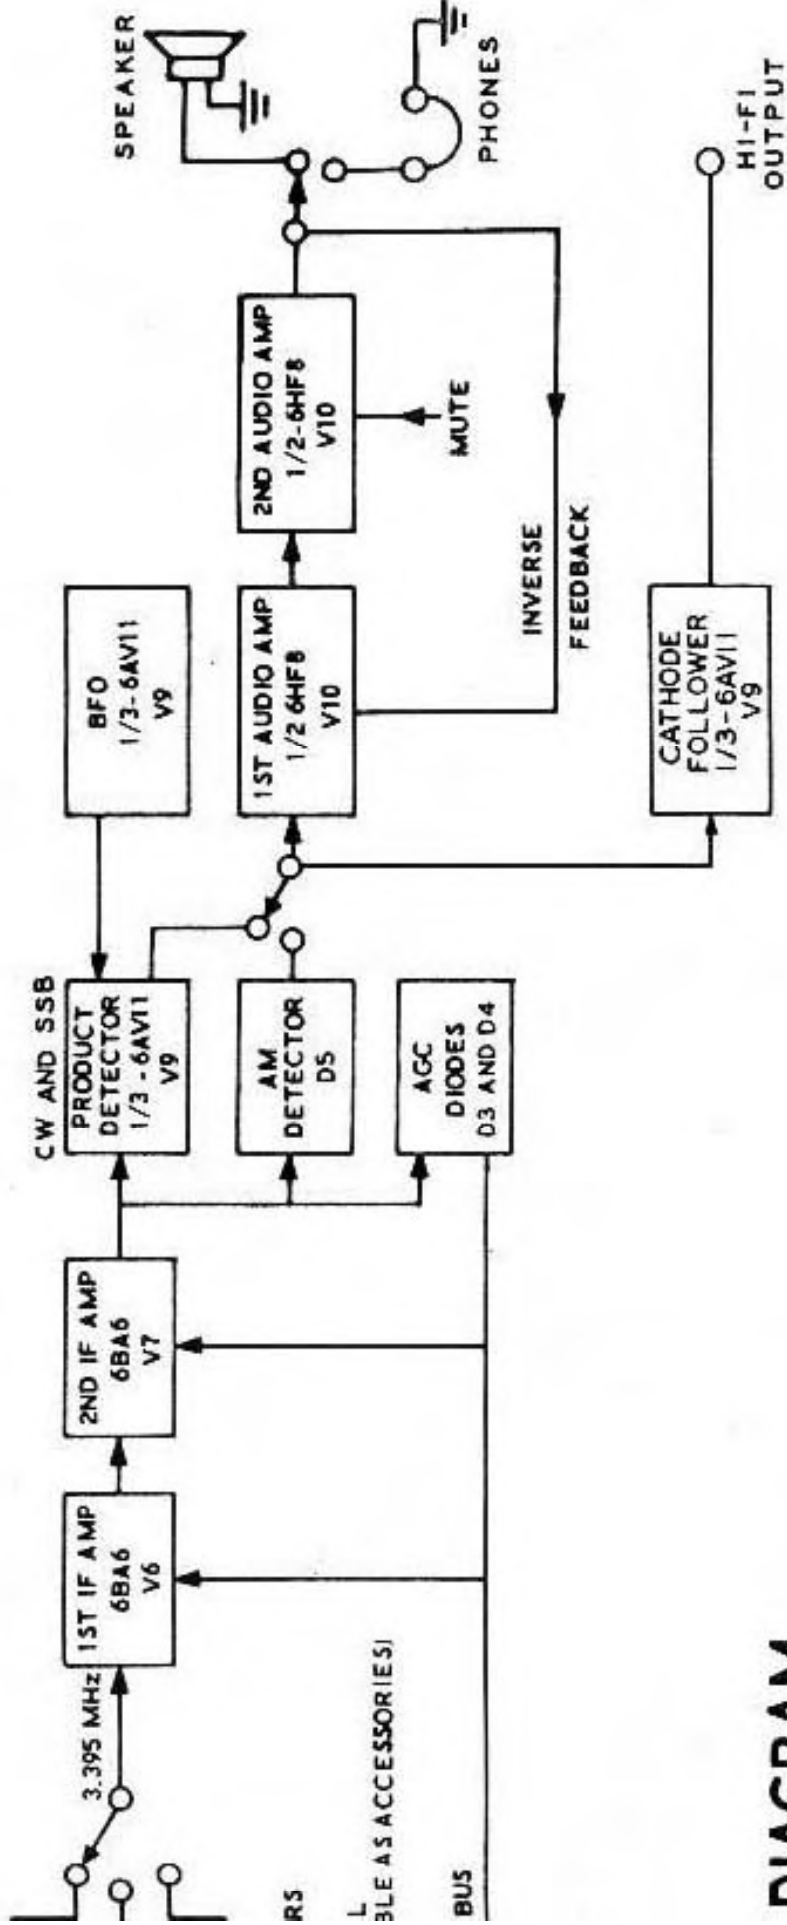 3.395 MHz
1ST IF AMP
6BA6
V6
2ND IF AMP
6BA6
V7
CW AND SSB
PRODUCT
DETECTOR
1/3 - 6AV11
V9
BFO
1/3-6AV11
V9
AM
DETECTOR
D5
AGC
DIODES
D3 AND D4
1ST AUDIO AMP
1/2 6HF8
V10
2ND AUDIO AMP
1/2-6HF8
V10
MUTE
INVERSE
FEEDBACK
SPEAKER
PHONES
CATHODE
FOLLOWER
1/3-6AV11
V9
HI-FI
OUTPUT
RS
L
BLE AS ACCESSORIES)
BUS
DIAGRAM